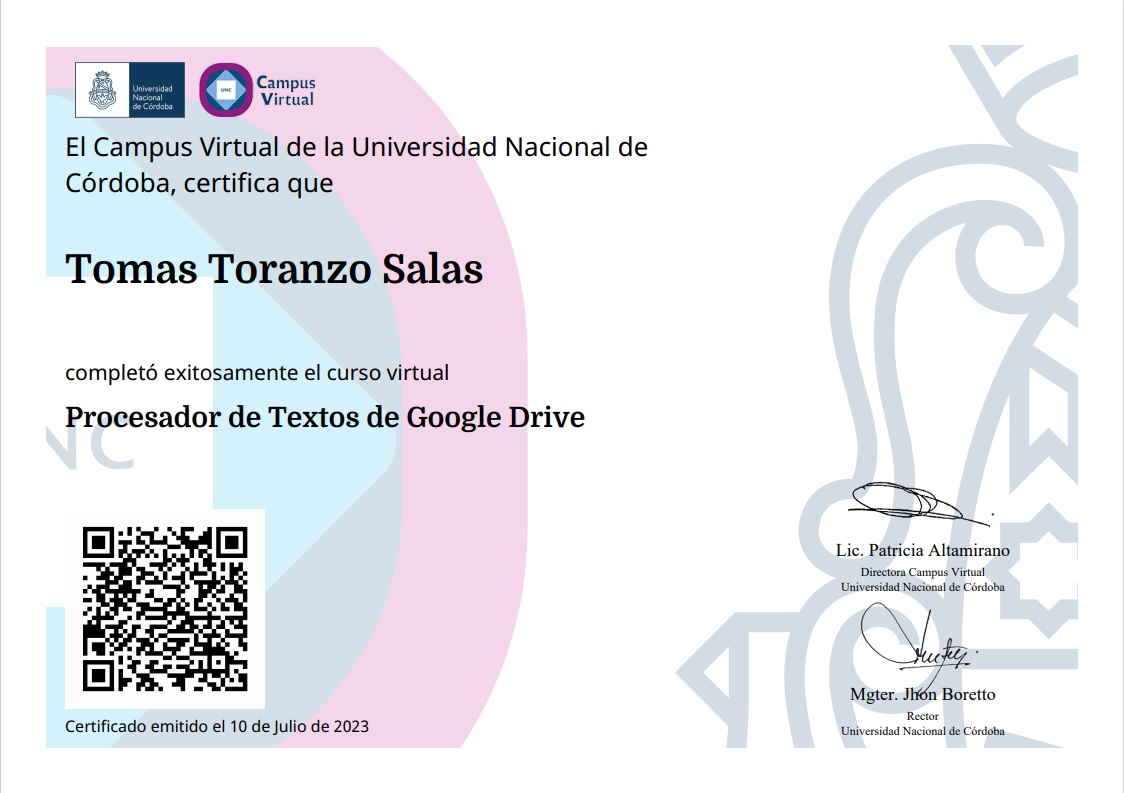 Universidad
Nacional
de Córdoba
UNC
Campus
Virtual
El Campus Virtual de la Universidad Nacional de
Córdoba, certifica que
Tomas Toranzo Salas
completó exitosamente el curso virtual
Procesador de Textos de Google Drive
NC
Lic. Patricia Altamirano
Directora Campus Virtual
Universidad Nacional de Córdoba
Mgter. Jhon Boretto
Rector
Universidad Nacional de Córdoba
Certificado emitido el 10 de Julio de 2023